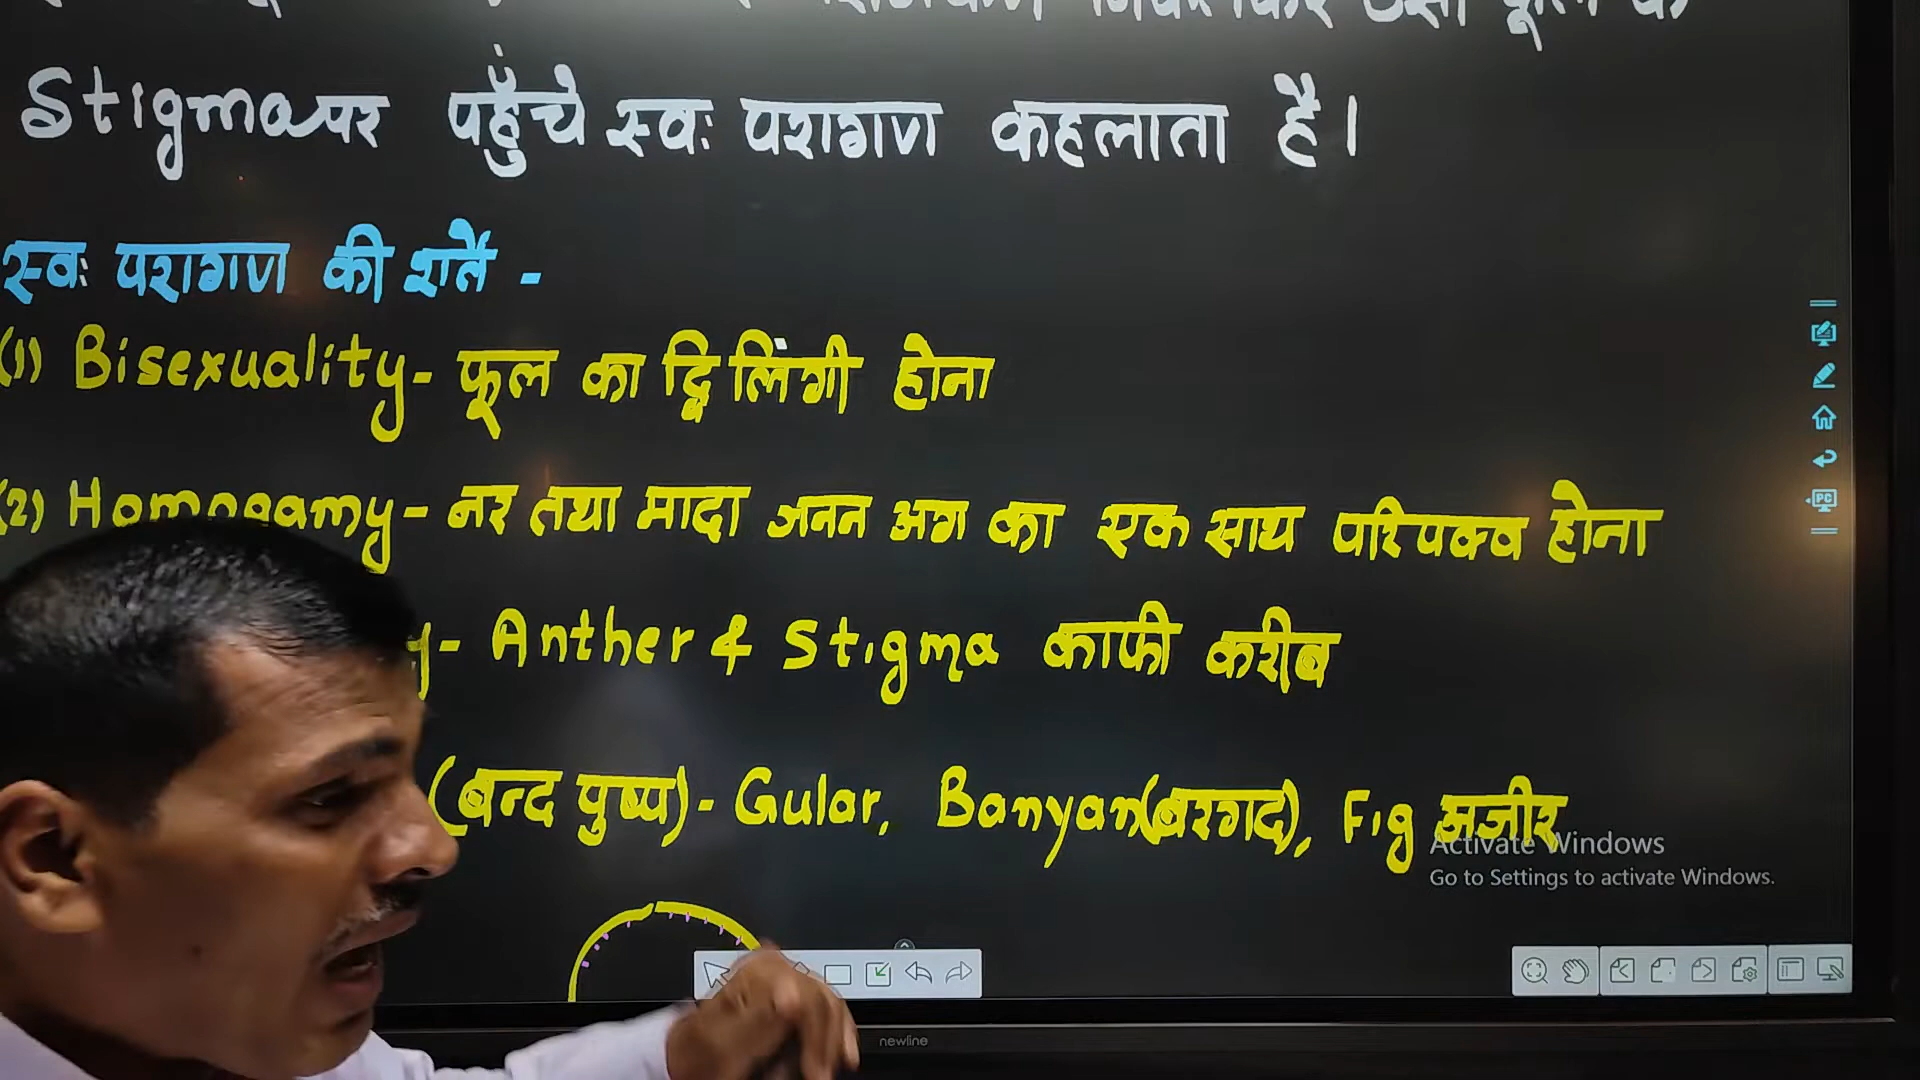 Stigma पर पहुँचे स्वः परागण कहलाता है।
स्वः परागण की शर्तें -
(1) Bisexuality - फूल का द्विलिंगी होना
(2) Homogamy - नर तथा मादा जनन अंग का एक साथ परिपक्व होना
- Anther & Stigma काफी करीब
(बन्द पुष्प) - Gular, Banyan(बरगद), Fig अंजीर
Activate Windows
Go to Settings to activate Windows.
PC
newline